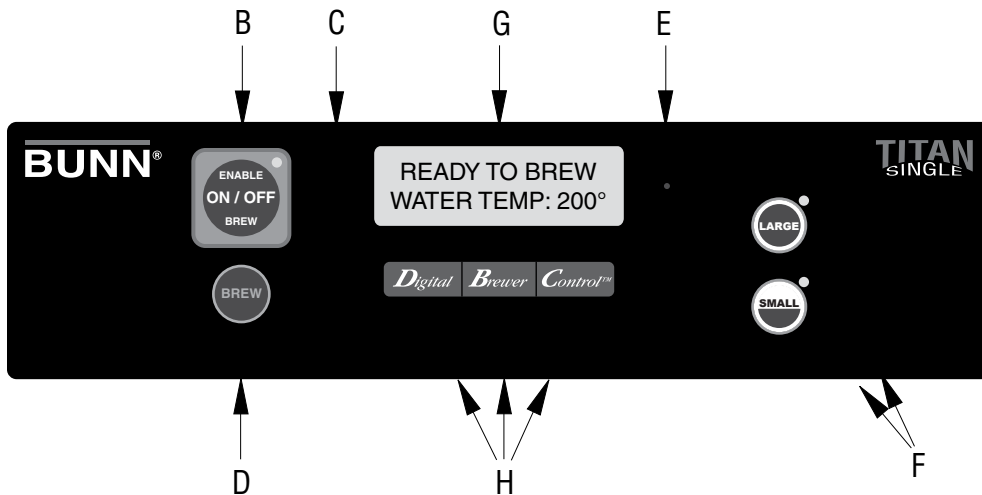 B C G E
BUNN®
ENABLE
ON / OFF
BREW
BREW
READY TO BREW
WATER TEMP: 200°
Digital Brewer Control™
TITAN
SINGLE
LARGE
SMALL
D H F